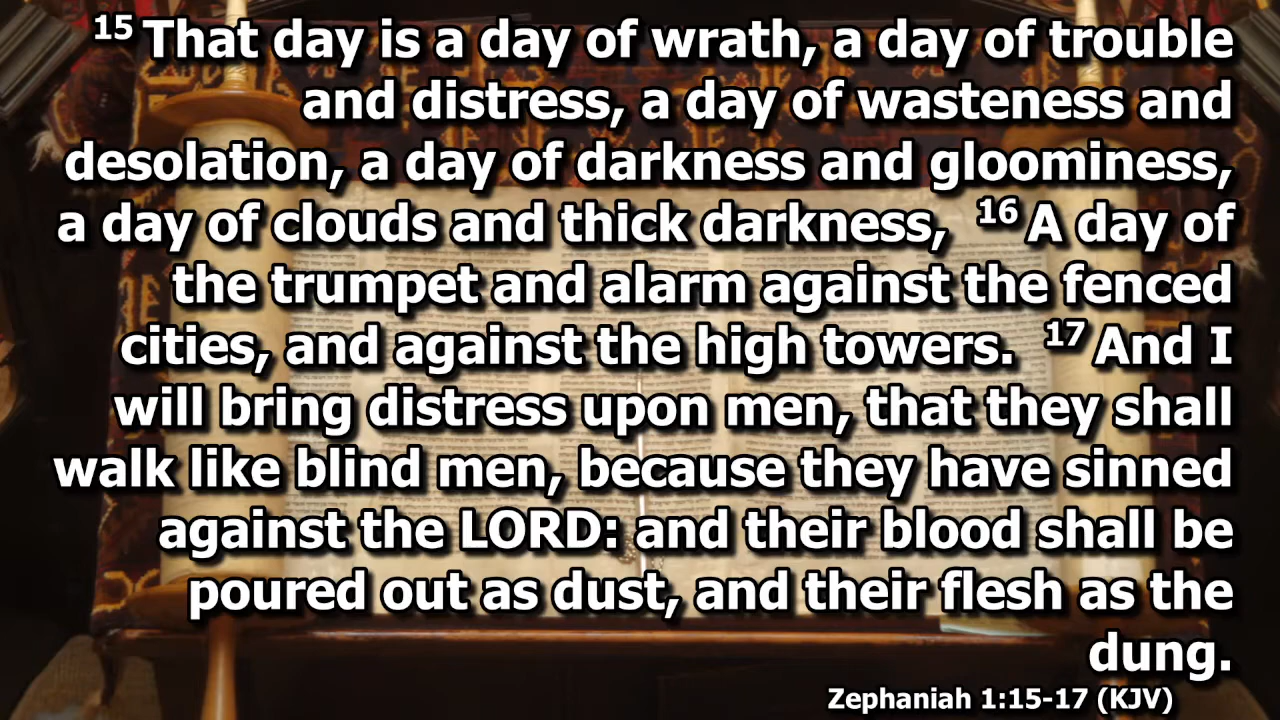 15 That day is a day of wrath, a day of trouble
and distress, a day of wasteness and
desolation, a day of darkness and gloominess,
a day of clouds and thick darkness, 16 A day of
the trumpet and alarm against the fenced
cities, and against the high towers. 17 And I
will bring distress upon men, that they shall
walk like blind men, because they have sinned
against the LORD: and their blood shall be
poured out as dust, and their flesh as the
dung.
Zephaniah 1:15-17 (KJV)